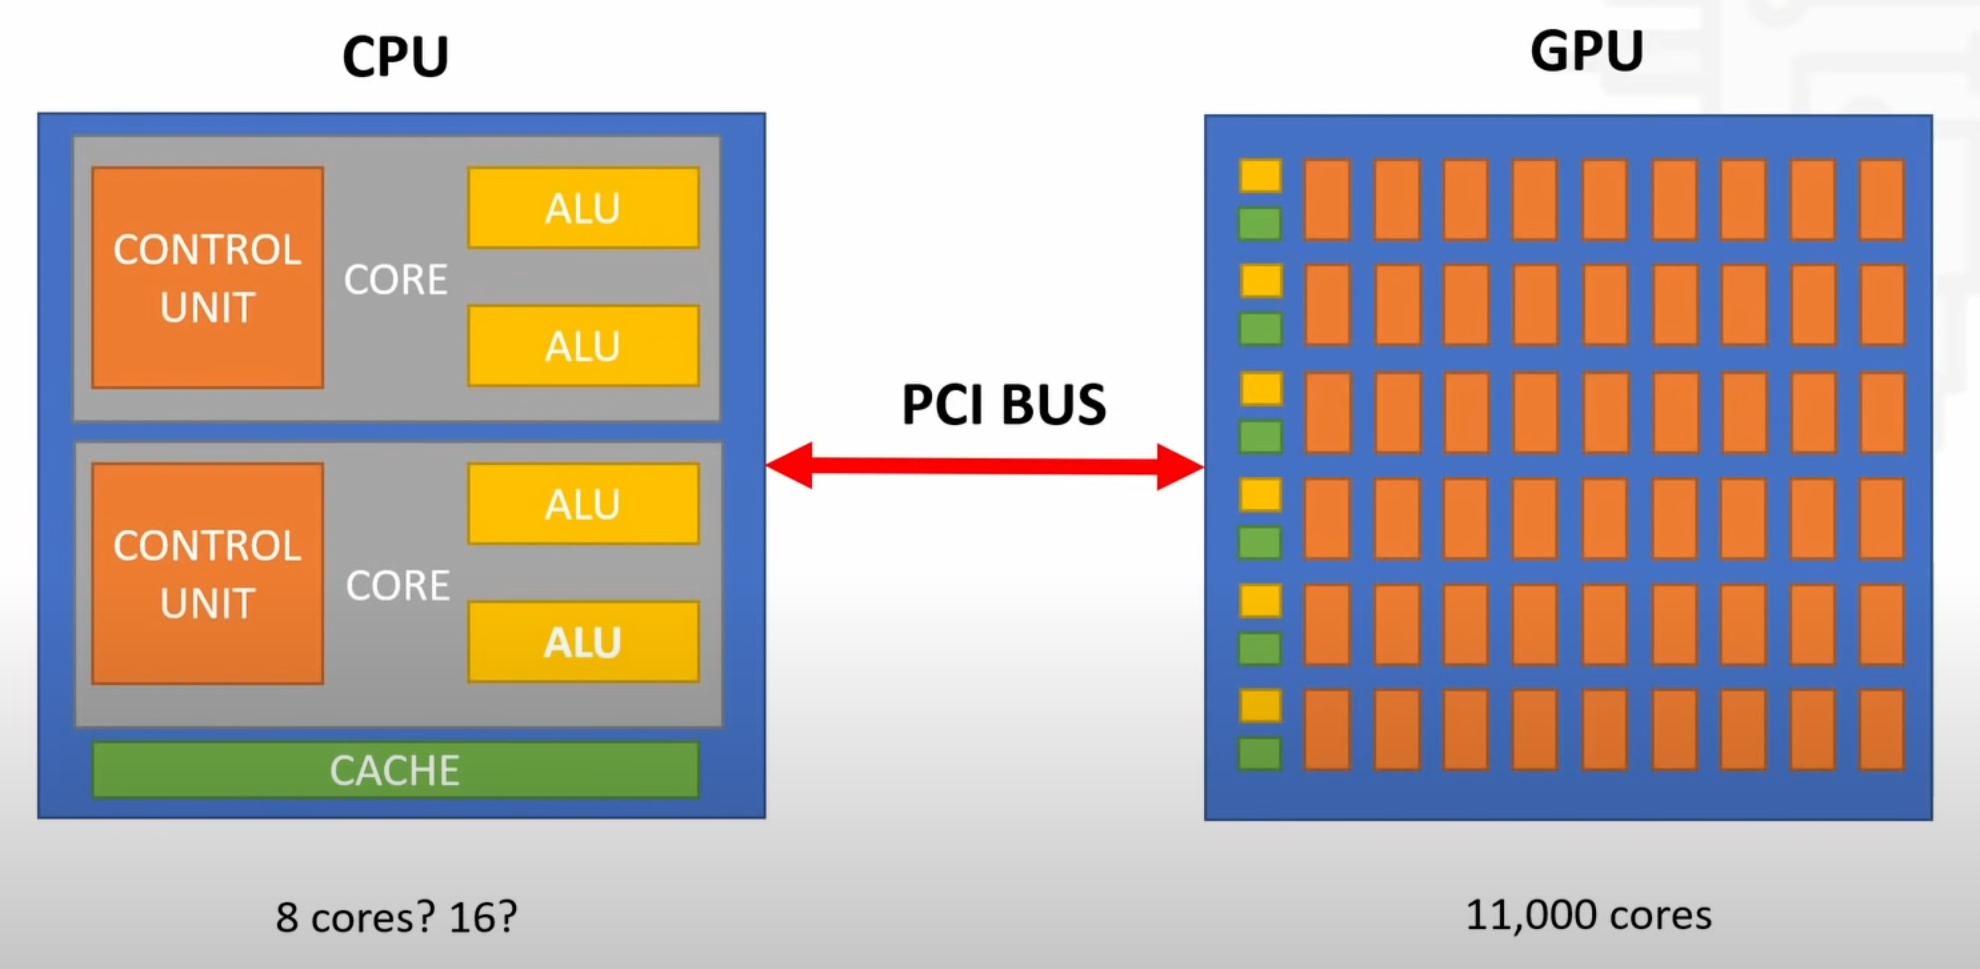 CPU
GPU
CONTROL
UNIT
CORE
ALU
ALU
CONTROL
UNIT
CORE
ALU
ALU
CACHE
PCI BUS
8 cores? 16?
11,000 cores